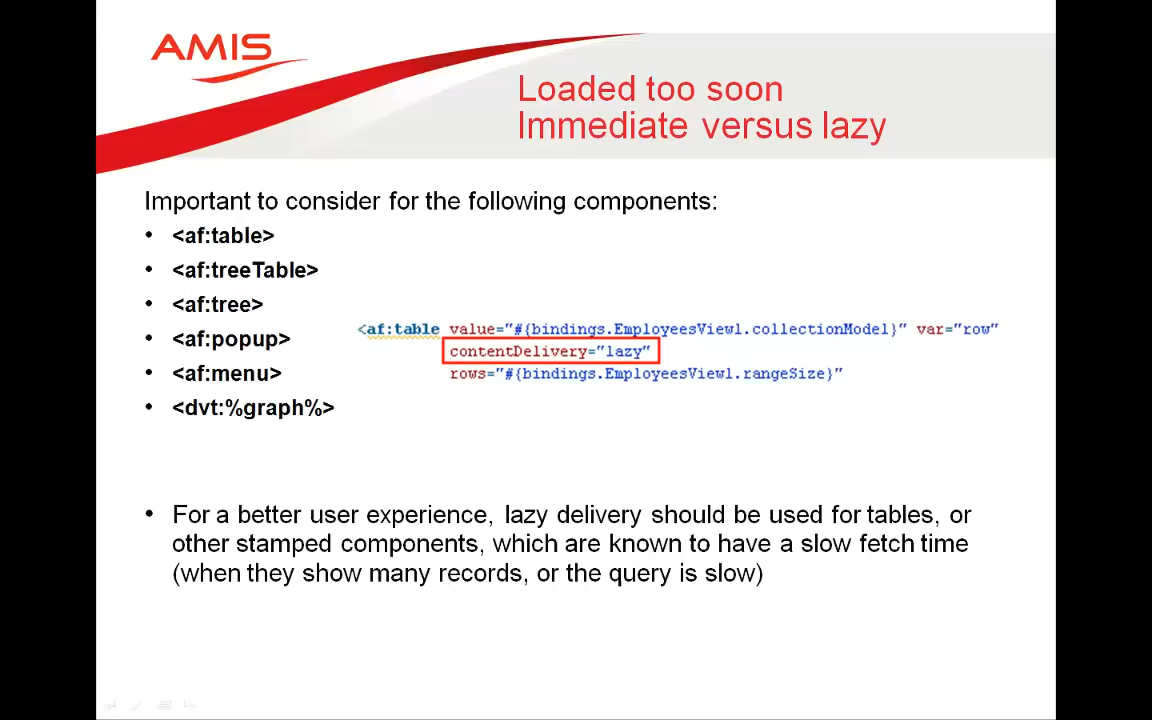 AMIS
Loaded too soon
Immediate versus lazy
Important to consider for the following components:
• <af:table>
• <af:treeTable>
• <af:tree>
• <af:popup>
• <af:menu>
• <dvt:%graph%>
<af:table value="#{bindings.EmployeesView1.collectionModel}" var="row"
contentDelivery="lazy"
rows="#{bindings.EmployeesView1.rangeSize}"
• For a better user experience, lazy delivery should be used for tables, or
other stamped components, which are known to have a slow fetch time
(when they show many records, or the query is slow)